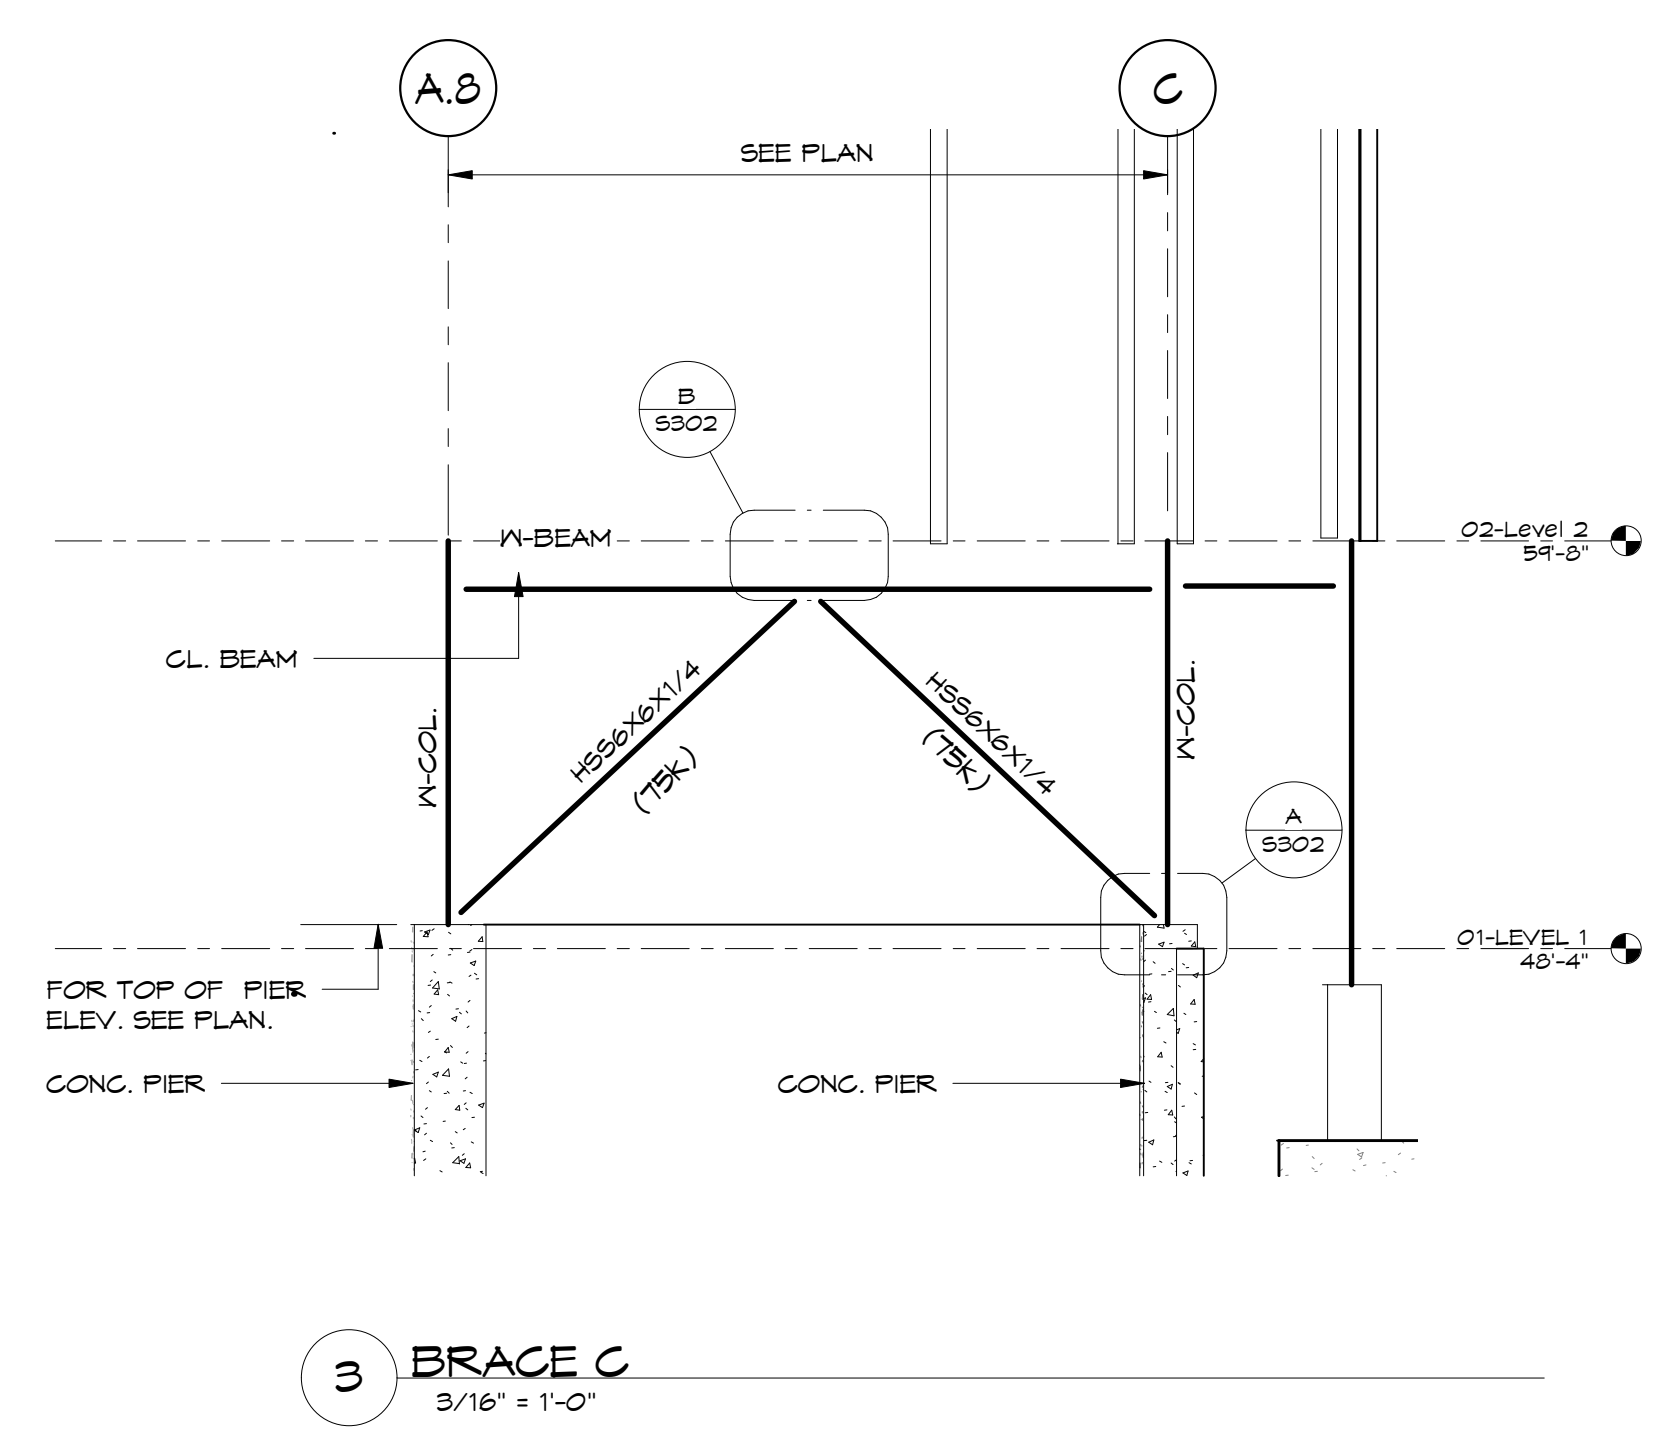 A.8
C
SEE PLAN
B
S302
W-BEAM
02-Level 2
59'-8"
CL. BEAM
HSS6X6X1/4
(75K)
HSS6X6X1/4
(75K)
W-COL.
W-COL.
A
S302
01-LEVEL 1
48'-4"
FOR TOP OF PIER
ELEV. SEE PLAN.
CONC. PIER
CONC. PIER
3
BRACE C
3/16" = 1'-0"